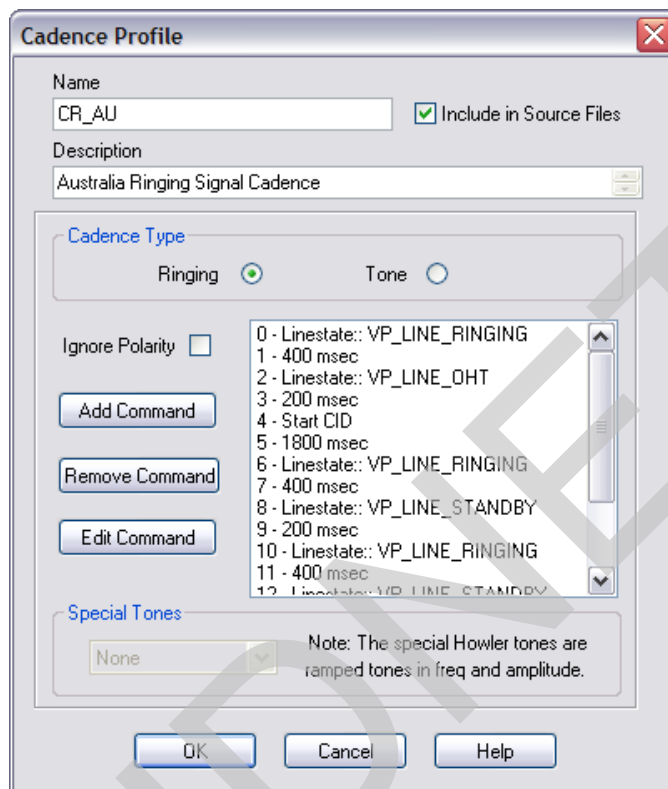 Cadence Profile
Name
CR_AU
Include in Source Files
Description
Australia Ringing Signal Cadence
Cadence Type
Ringing
Tone
Ignore Polarity
0 - Linestate:: VP_LINE_RINGING
1 - 400 msec
2 - Linestate:: VP_LINE_OHT
3 - 200 msec
4 - Start CID
5 - 1800 msec
6 - Linestate:: VP_LINE_RINGING
7 - 400 msec
8 - Linestate:: VP_LINE_STANDBY
9 - 200 msec
10 - Linestate:: VP_LINE_RINGING
11 - 400 msec
12 - Linestate:: VP_LINE_STANDBY
Add Command
Remove Command
Edit Command
Special Tones
None
Note: The special Howler tones are
ramped tones in freq and amplitude.
OK
Cancel
Help